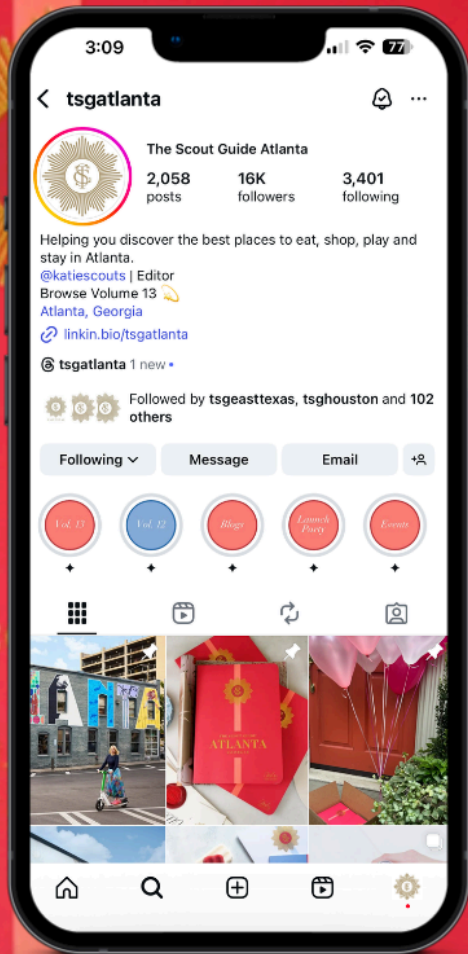 3:09
77
tsgatlanta
The Scout Guide Atlanta
2,058
16K
3,401
posts
followers
following
Helping you discover the best places to eat, shop, play and
stay in Atlanta.
@katiescouts | Editor
Browse Volume 13 💫
Atlanta, Georgia
linkin.bio/tsgatlanta
tsgatlanta 1 new
Followed by tsgeasttexas, tsghouston and 102
others
Following
Message
Email
Vol. 13
Vol. 12
Blogs
Launch
Party
Events
ATLANTA